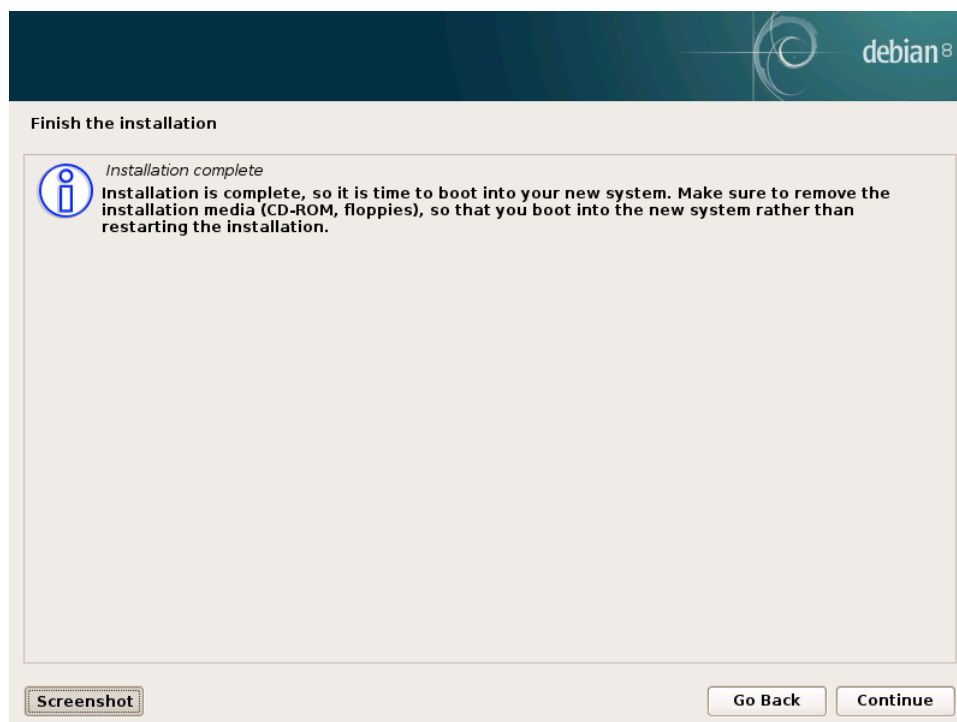 debian 8
Finish the installation
Installation complete
Installation is complete, so it is time to boot into your new system. Make sure to remove the
installation media (CD-ROM, floppies), so that you boot into the new system rather than
restarting the installation.
Screenshot
Go Back
Continue